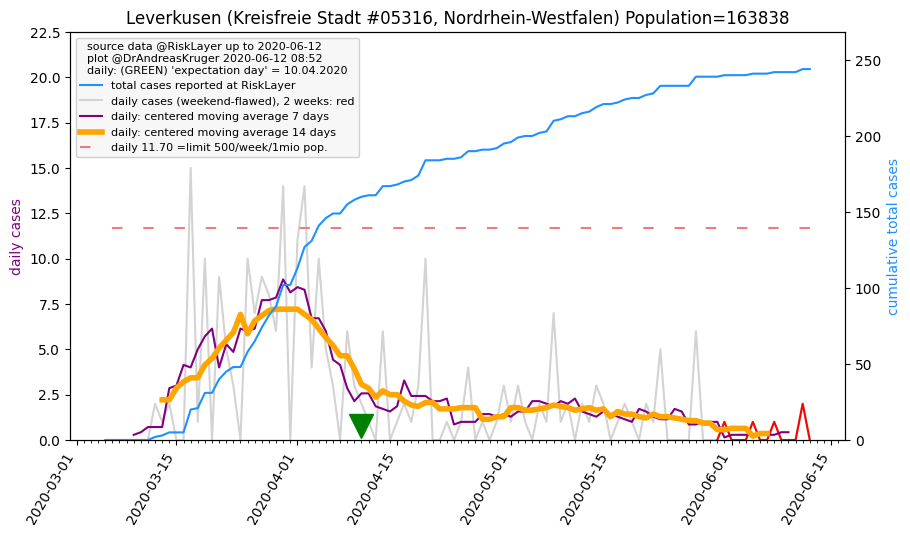 Leverkusen (Kreisfreie Stadt #05316, Nordrhein-Westfalen) Population=163838
source data @RiskLayer up to 2020-06-12
plot @DrAndreasKruger 2020-06-12 08:52
daily: (GREEN) 'expectation day' = 10.04.2020
total cases reported at RiskLayer
daily cases (weekend-flawed), 2 weeks: red
daily: centered moving average 7 days
daily: centered moving average 14 days
daily 11.70 =limit 500/week/1mio pop.
daily cases
22.5
20.0
17.5
15.0
12.5
10.0
7.5
5.0
2.5
0.0
250
200
150
100
50
0
cumulative total cases
2020-03-01
2020-03-15
2020-04-01
2020-04-15
2020-05-01
2020-05-15
2020-06-01
2020-06-15